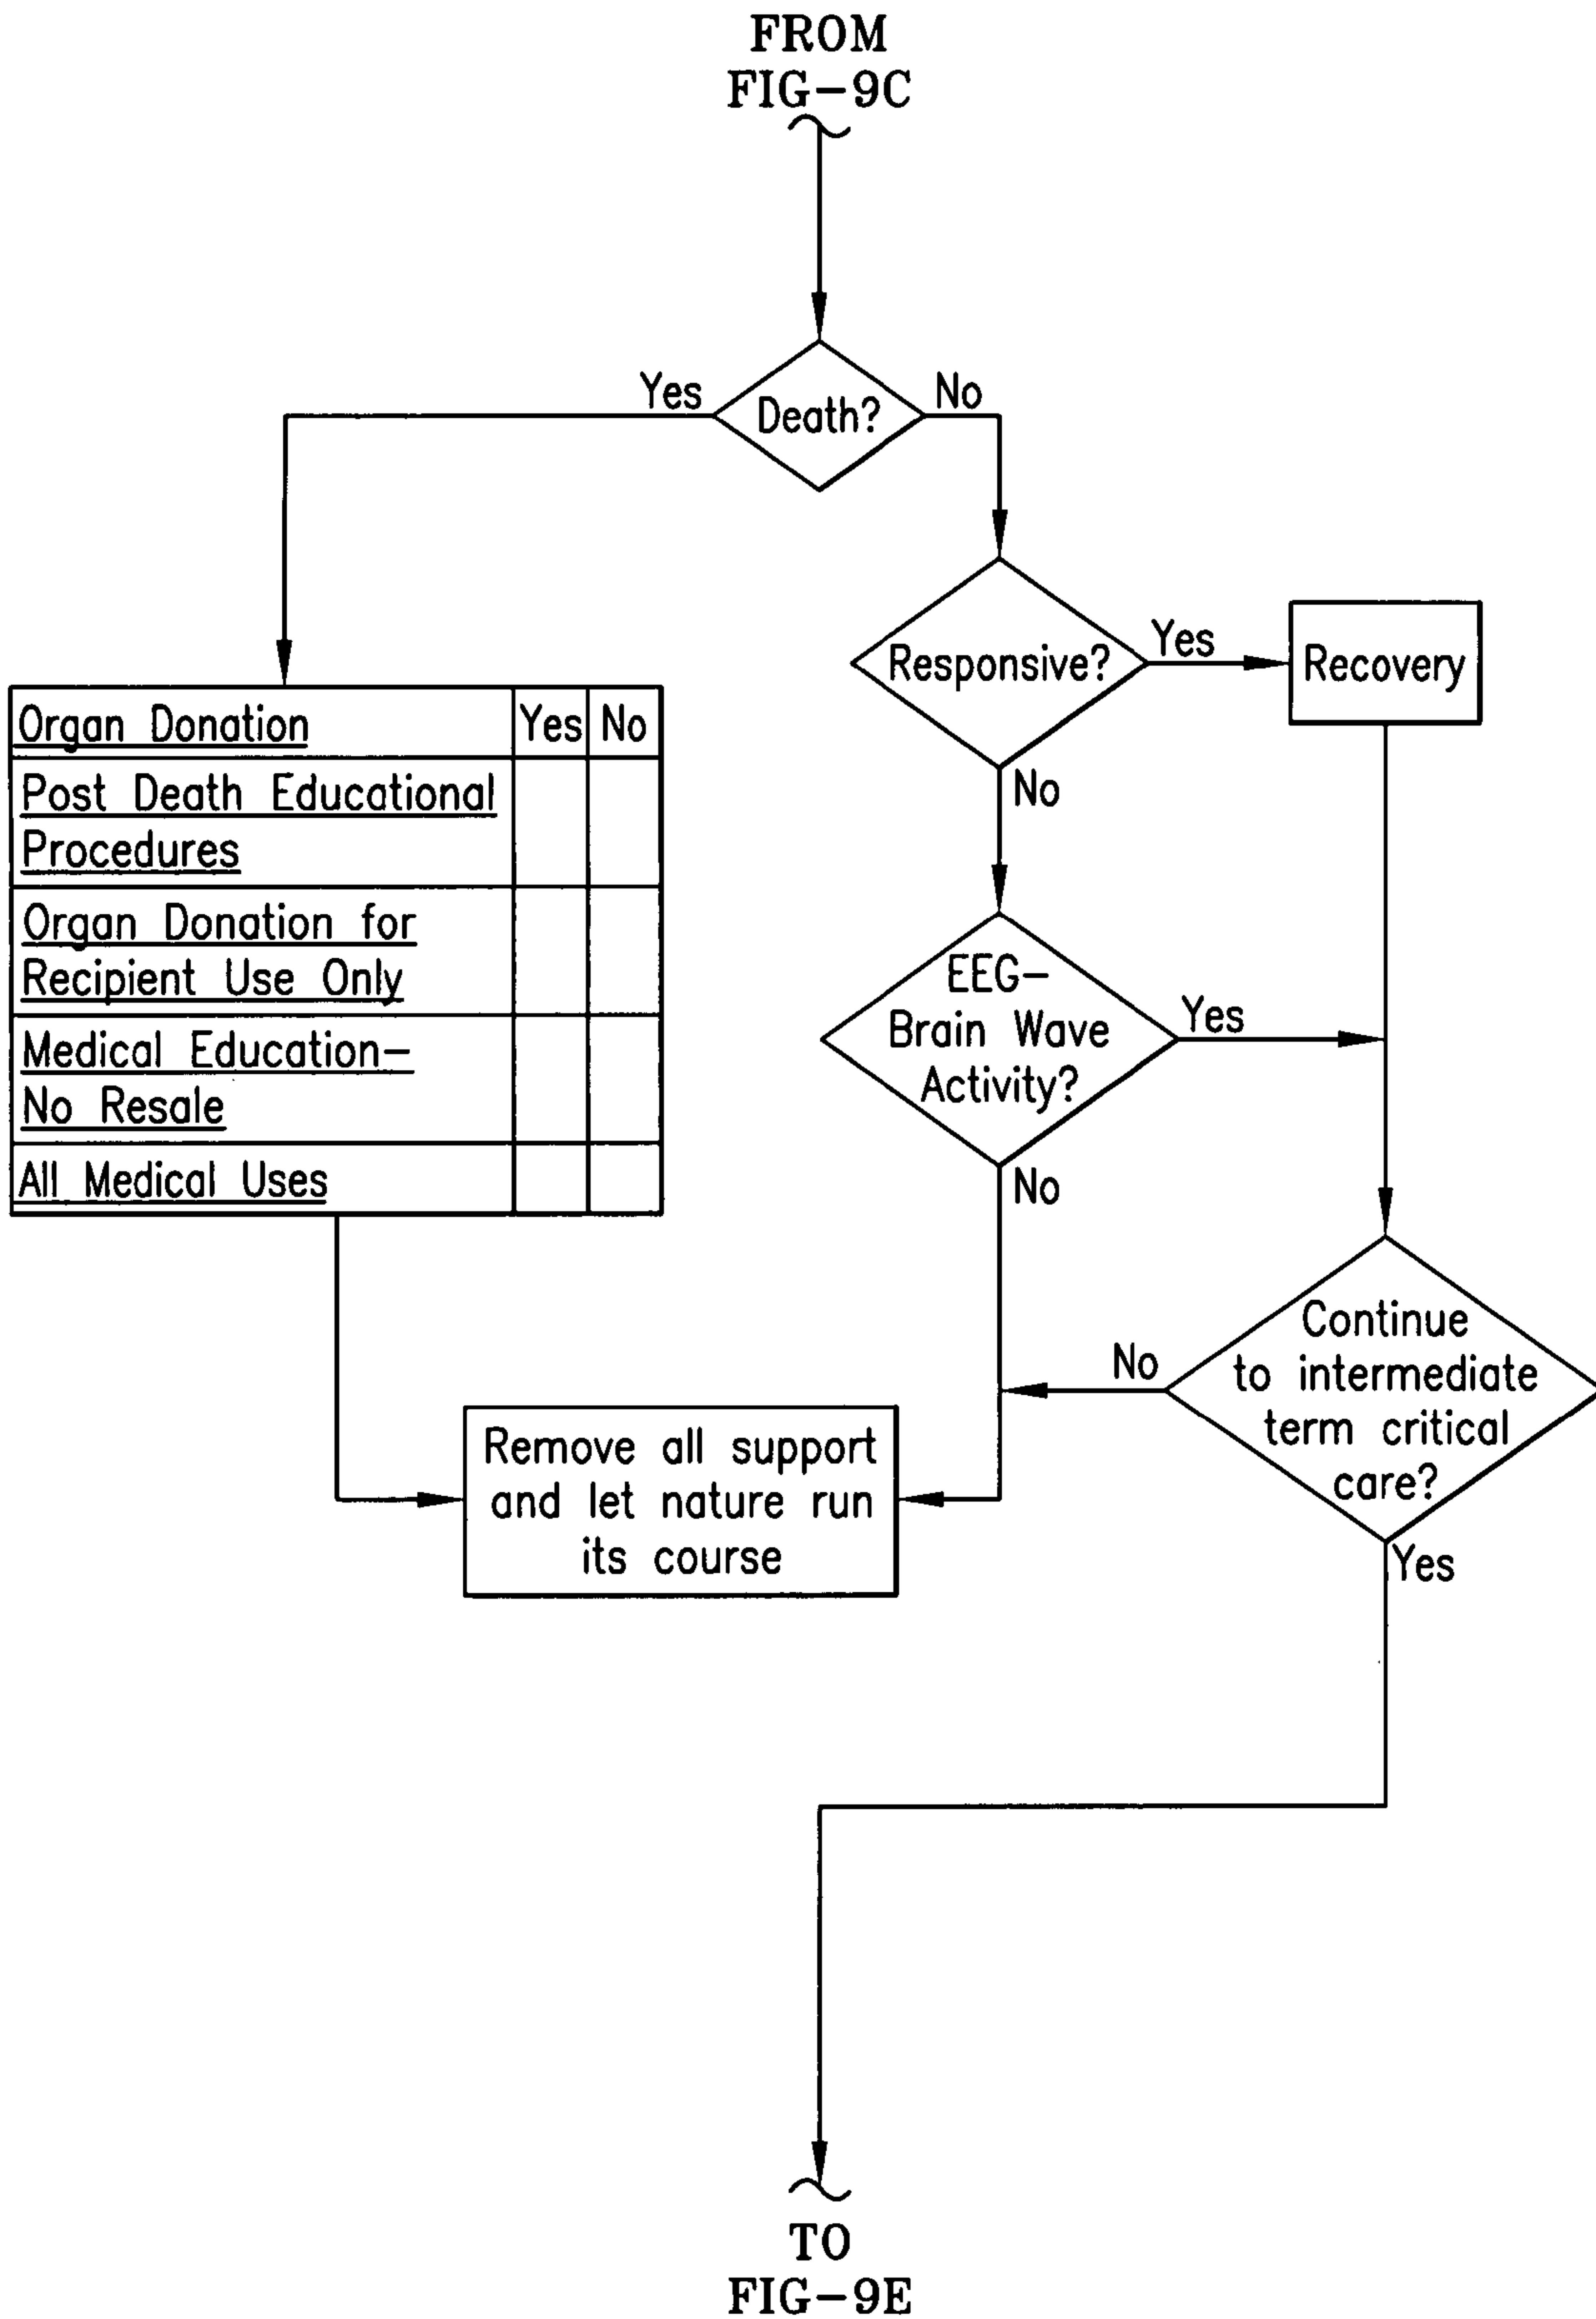 FROM
FIG-9C
Yes
Death?
No
Responsive?
Yes
Recovery
No
Organ Donation Yes No
Post Death Educational
Procedures
Organ Donation for
Recipient Use Only
Medical Education-
No Resale
All Medical Uses
EEG-
Brain Wave
Activity?
Yes
No
Continue
to intermediate
term critical
care?
No
Yes
Remove all support
and let nature run
its course
TO
FIG-9E